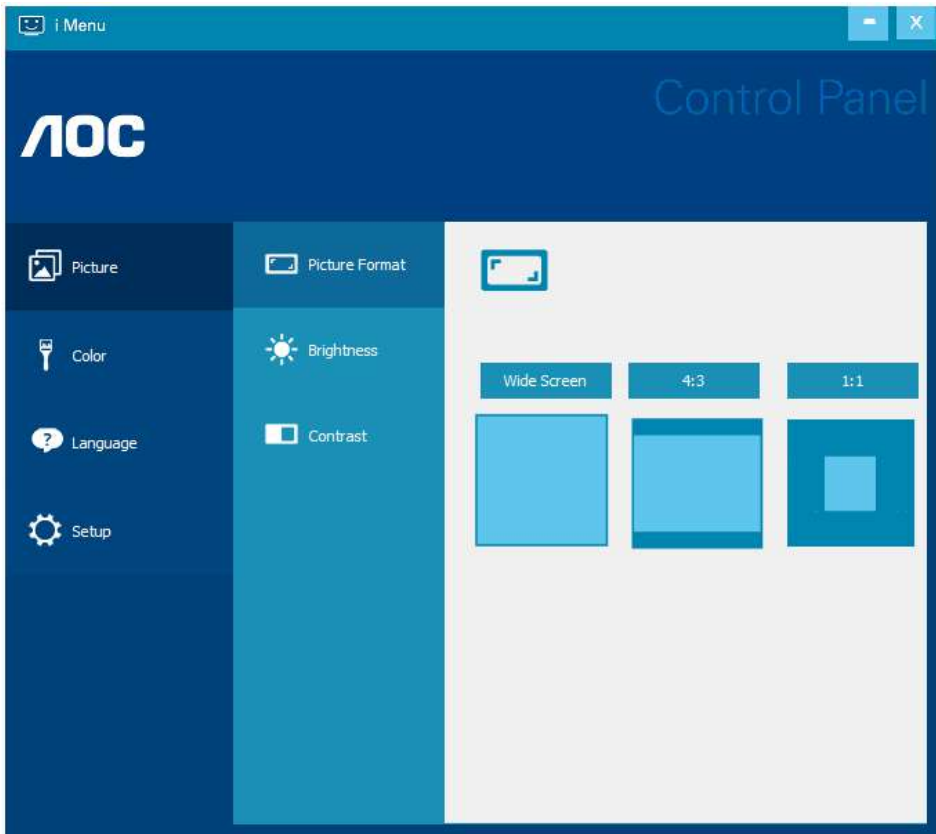 i Menu
- X
Control Panel
AOC
Picture
Color
? Language
Setup
Picture Format
Brightness
Contrast
Wide Screen
4:3
1:1